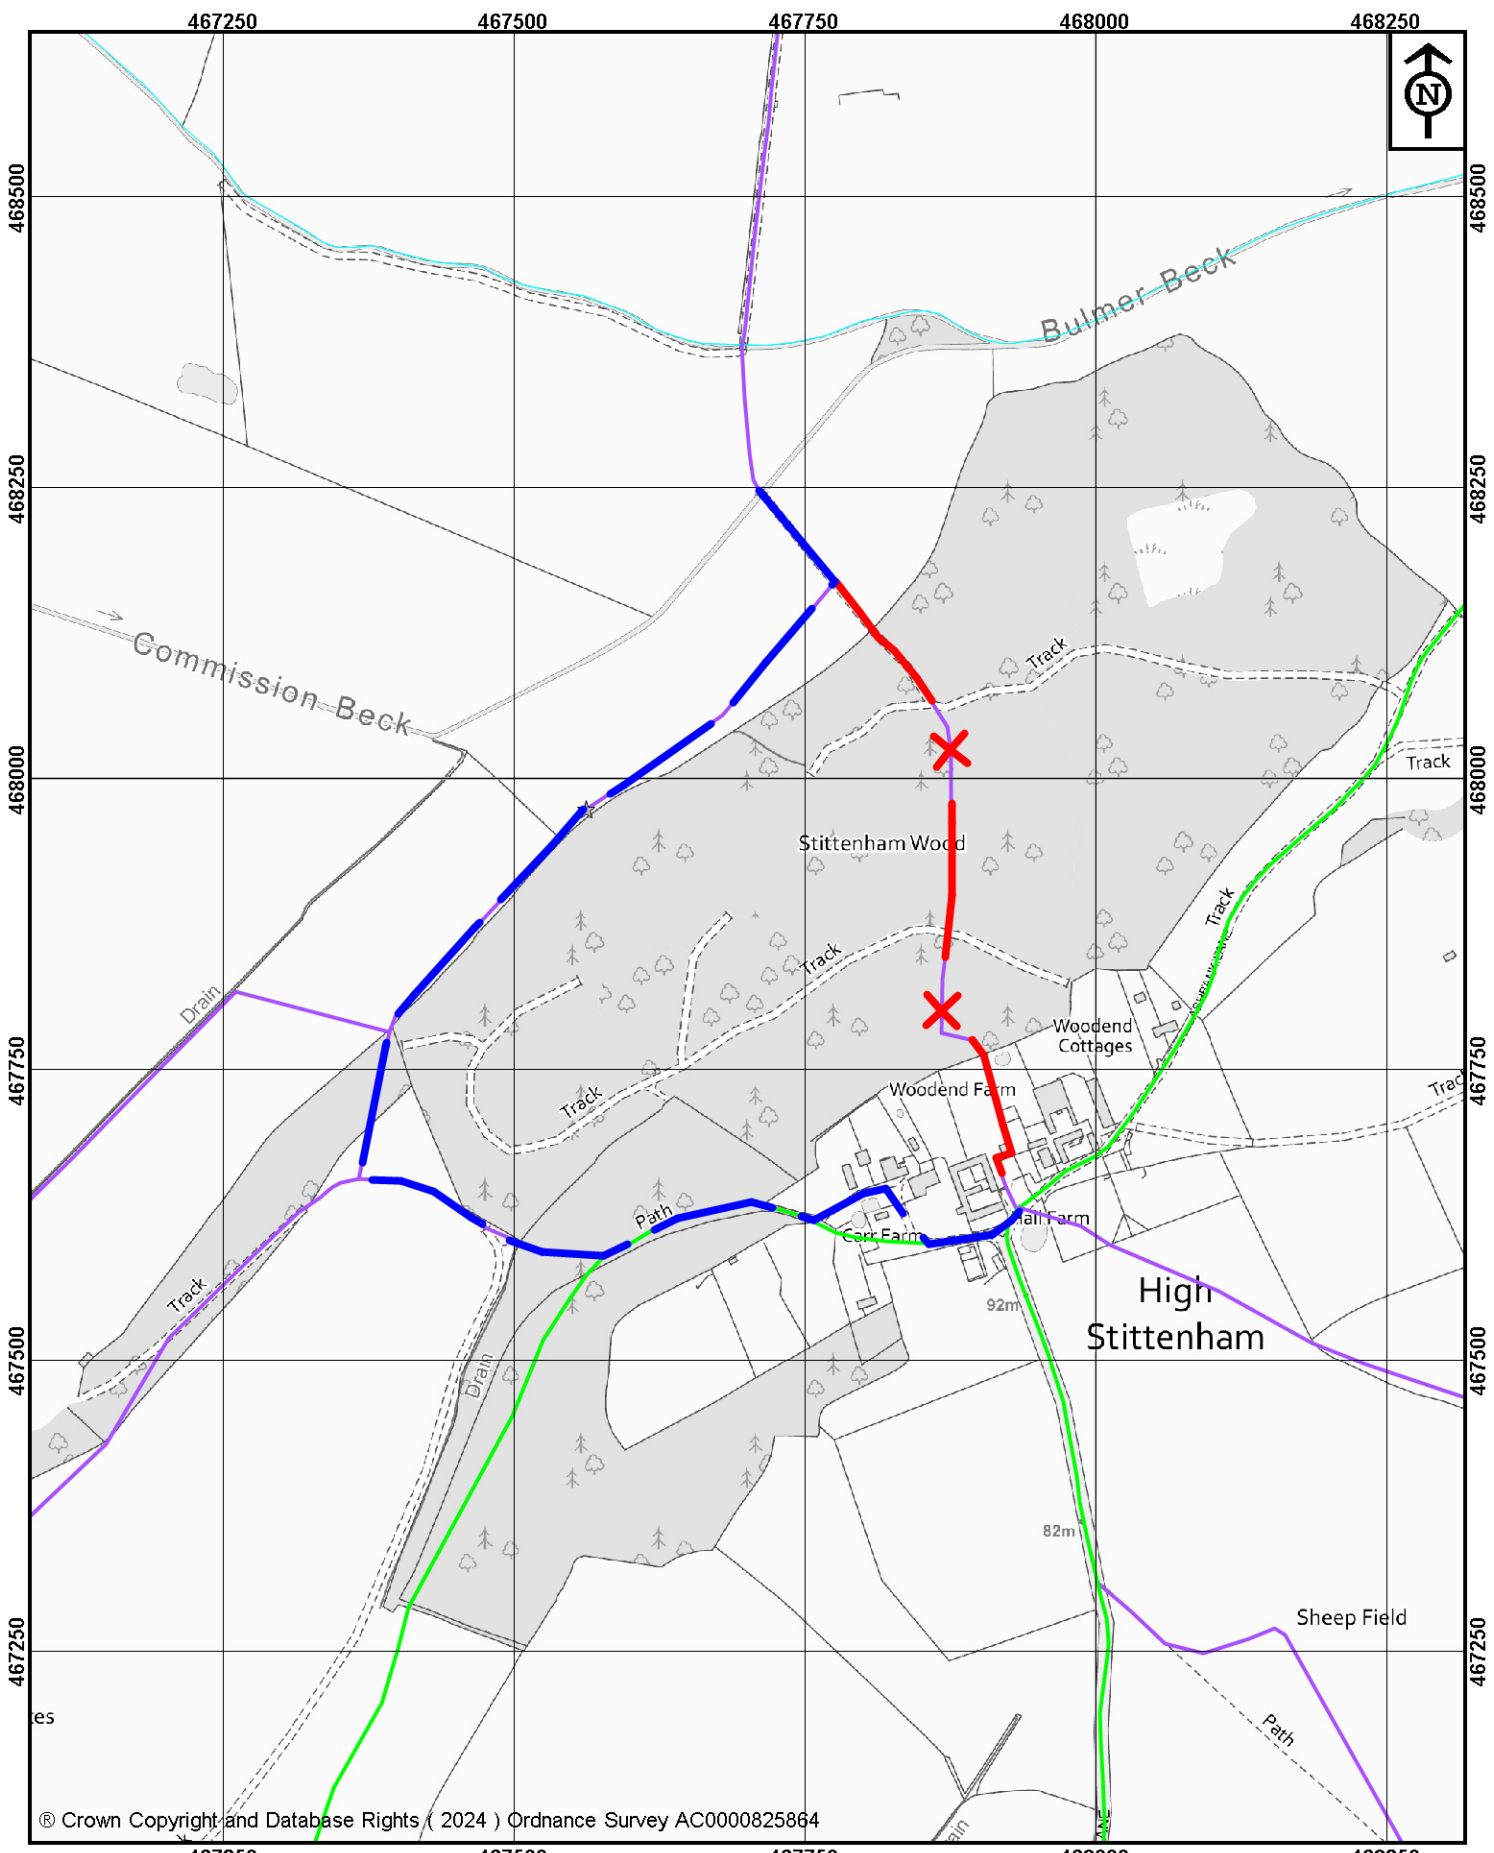 467250 467500 467750 468000 468250
N
468500 468500
Bulmer Beck
468250 468250
Track
Commission Beck
468000 468000
Track
Stittenham Wood
Track
Track
Drain
Woodend
Cottages
467750 467750
Track
Woodend Farm
Path
Hall Farm
Carr Farm
Track
92m
High
Stittenham
467500 467500
Drain
82m
Sheep Field
467250 467250
Path
® Crown Copyright and Database Rights ( 2024 ) Ordnance Survey AC0000825864